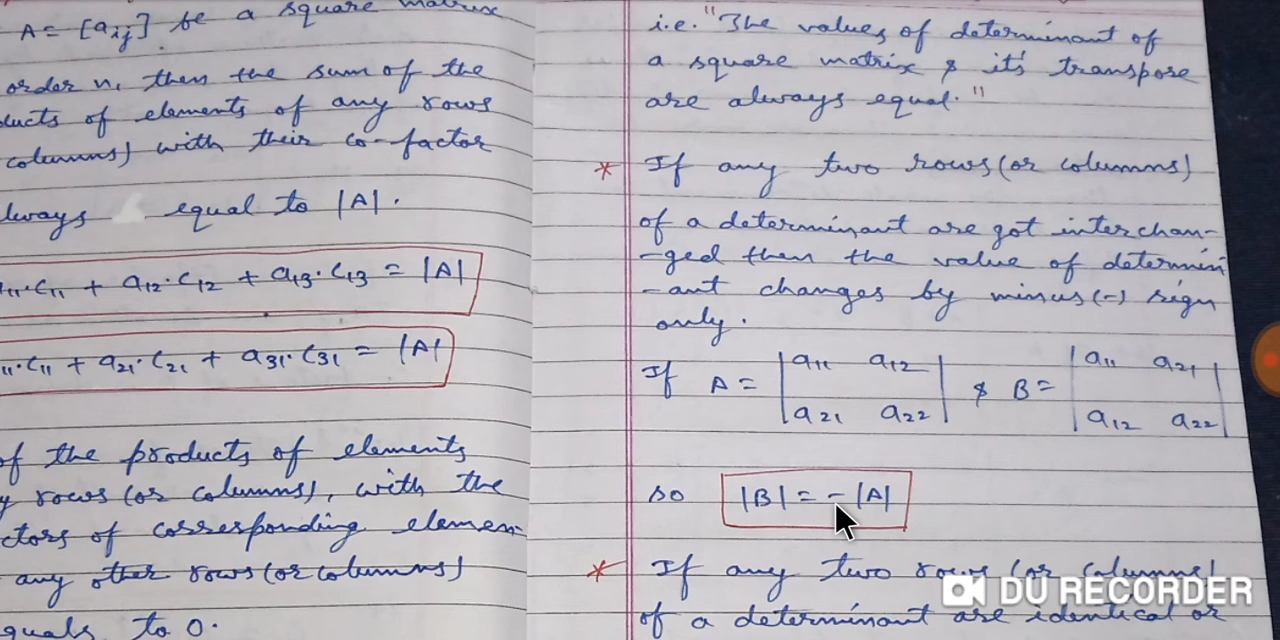 A = [aij] be a square matrix
order n, then the sum of the
ducts of elements of any rows
columns) with their co-factor
lways equal to |A|.
11·C11 + a12·C12 + a13·C13 = |A|
11·C11 + a21·C21 + a31·C31 = |A|
of the products of elements
y rows (or columns), with the
ctors of corresponding elemen-
any other rows (or columns)
quals to 0.
i.e. "The values of determinant of
a square matrix & it's transpose
are always equal."
* If any two rows (or columns)
of a determinant are got interchan-
-ged then the value of determin
-ant changes by minus (-) sign
only.
If A = |a11 a12| & B = |a11 a21|
|a21 a22| |a12 a22|
so |B| = - |A|
* If any two rows (or columns)
of a determinant are identical or
DU RECORDER